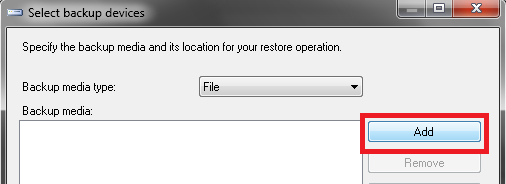 Select backup devices
Specify the backup media and its location for your restore operation.
Backup media type:
File
Backup media:
Add
Remove